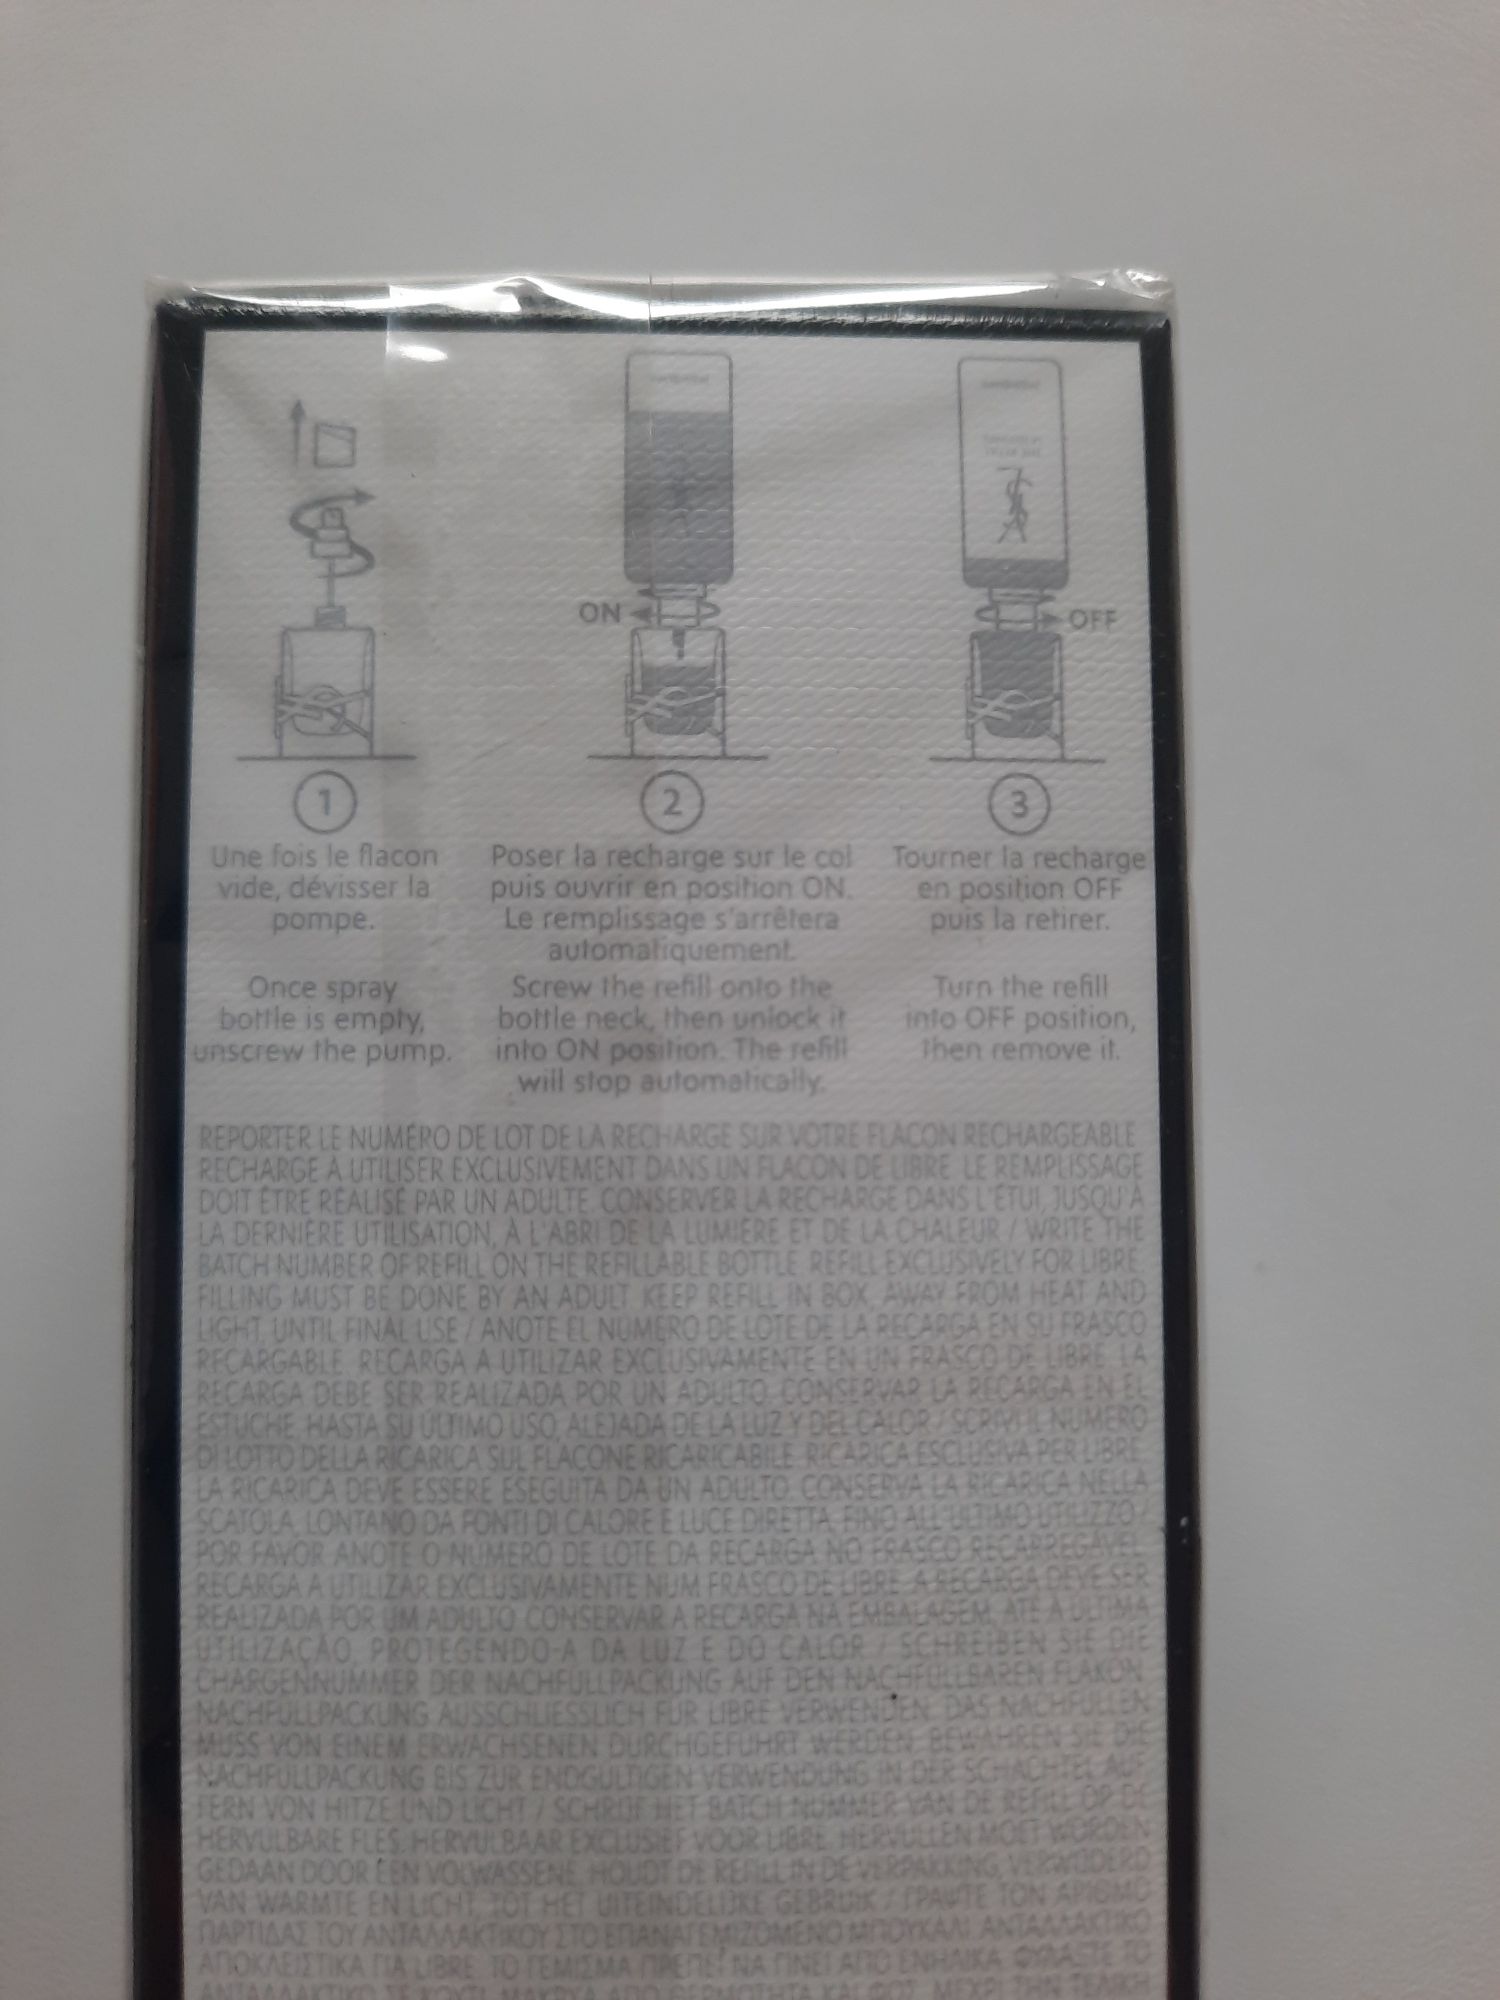 ON
OFF
1
2
3
Une fois le flacon
vide, dévisser la
pompe.
Once spray
bottle is empty,
unscrew the pump.
Poser la recharge sur le col
puis ouvrir en position ON.
Le remplissage s'arrêtera
automatiquement.
Screw the refill onto the
bottle neck, then unlock it
into ON position. The refill
will stop automatically.
Tourner la recharge
en position OFF
puis la retirer.
Turn the refill
into OFF position,
then remove it.
REPORTER LE NUMÉRO DE LOT DE LA RECHARGE SUR VOTRE FLACON RECHARGEABLE.
RECHARGE À UTILISER EXCLUSIVEMENT DANS UN FLACON DE LIBRE. LE REMPLISSAGE
DOIT ÊTRE RÉALISÉ PAR UN ADULTE. CONSERVER LA RECHARGE DANS L'ÉTUI, JUSQU'À
LA DERNIÈRE UTILISATION, À L'ABRI DE LA LUMIÈRE ET DE LA CHALEUR / WRITE THE
BATCH NUMBER OF REFILL ON THE REFILLABLE BOTTLE. REFILL EXCLUSIVELY FOR LIBRE.
FILLING MUST BE DONE BY AN ADULT. KEEP REFILL IN BOX, AWAY FROM HEAT AND
LIGHT, UNTIL FINAL USE / ANOTE EL NÚMERO DE LOTE DE LA RECARGA EN SU FRASCO
RECARGABLE. RECARGA A UTILIZAR EXCLUSIVAMENTE EN UN FRASCO DE LIBRE. LA
RECARGA DEBE SER REALIZADA POR UN ADULTO. CONSERVAR LA RECARGA EN EL
ESTUCHE, HASTA SU ÚLTIMO USO, ALEJADA DE LA LUZ Y DEL CALOR / SCRIVI IL NUMERO
DI LOTTO DELLA RICARICA SUL FLACONE RICARICABILE. RICARICA ESCLUSIVA PER LIBRE.
LA RICARICA DEVE ESSERE ESEGUITA DA UN ADULTO. CONSERVA LA RICARICA NELLA
SCATOLA, LONTANO DA FONTI DI CALORE E LUCE DIRETTA, FINO ALL'ULTIMO UTILIZZO /
POR FAVOR ANOTE O NÚMERO DE LOTE DA RECARGA NO FRASCO RECARREGÁVEL.
RECARGA A UTILIZAR EXCLUSIVAMENTE NUM FRASCO DE LIBRE. A RECARGA DEVE SER
REALIZADA POR UM ADULTO. CONSERVAR A RECARGA NA EMBALAGEM, ATÉ À ÚLTIMA
UTILIZAÇÃO, PROTEGENDO-A DA LUZ E DO CALOR / SCHREIBEN SIE DIE
CHARGENNUMMER DER NACHFÜLLPACKUNG AUF DEN NACHFÜLLBAREN FLAKON.
NACHFÜLLPACKUNG AUSSCHLIESSLICH FÜR LIBRE VERWENDEN. DAS NACHFÜLLEN
MUSS VON EINEM ERWACHSENEN DURCHGEFÜHRT WERDEN. BEWAHREN SIE DIE
NACHFÜLLPACKUNG BIS ZUR ENDGÜLTIGEN VERWENDUNG IN DER SCHACHTEL AUF,
FERN VON HITZE UND LICHT / SCHRIJF HET BATCH NUMMER VAN DE REFILL OP DE
HERVULBARE FLES. HERVULBAAR EXCLUSIEF VOOR LIBRE. HERVULLEN MOET WORDEN
GEDAAN DOOR EEN VOLWASSENE. HOUDT DE REFILL IN DE VERPAKKING, VERWIJDERD
VAN WARMTE EN LICHT, TOT HET UITEINDELIJKE GEBRUIK / ΓΡΑΨΤΕ ΤΟΝ ΑΡΙΘΜΟ
ΠΑΡΤΙΔΑΣ ΤΟΥ ΑΝΤΑΛΛΑΚΤΙΚΟΥ ΣΤΟ ΕΠΑΝΑΓΕΜΙΖΟΜΕΝΟ ΜΠΟΥΚΑΛΙ. ΑΝΤΑΛΛΑΚΤΙΚΟ
ΑΠΟΚΛΕΙΣΤΙΚΑ ΓΙΑ LIBRE. ΤΟ ΓΕΜΙΣΜΑ ΠΡΕΠΕΙ ΝΑ ΓΙΝΕΙ ΑΠΟ ΕΝΗΛΙΚΑ. ΦΥΛΑΞΤΕ ΤΟ
ΑΝΤΑΛΛΑΚΤΙΚΟ ΣΕ ΚΟΥΤΙ, ΜΑΚΡΥΑ ΑΠΟ ΘΕΡΜΟΤΗΤΑ ΚΑΙ ΦΩΣ, ΜΕΧΡΙ ΤΗΝ ΤΕΛΙΚΗ